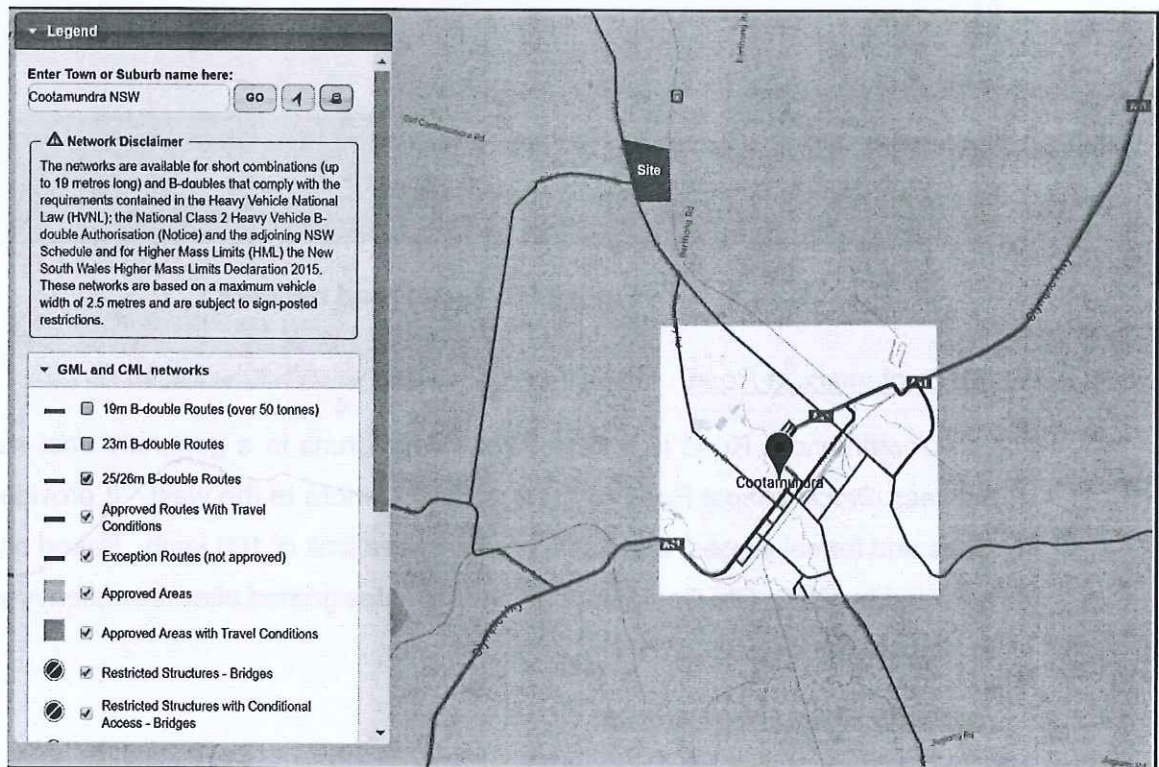 Legend
Enter Town or Suburb name here:
Cootamundra NSW
GO
Network Disclaimer
The networks are available for short combinations (up
to 19 metres long) and B-doubles that comply with the
requirements contained in the Heavy Vehicle National
Law (HVNL); the National Class 2 Heavy Vehicle B-
double Authorisation (Notice) and the adjoining NSW
Schedule and for Higher Mass Limits (HML) the New
South Wales Higher Mass Limits Declaration 2015.
These networks are based on a maximum vehicle
width of 2.5 metres and are subject to sign-posted
restrictions.
GML and CML networks
19m B-double Routes (over 50 tonnes)
23m B-double Routes
25/26m B-double Routes
Approved Routes With Travel
Conditions
Exception Routes (not approved)
Approved Areas
Approved Areas with Travel Conditions
Restricted Structures - Bridges
Restricted Structures with Conditional
Access - Bridges
Site
Berthong Rd
Olympic Hwy
Cootamundra
Olympic Hwy
Jugiong Rd